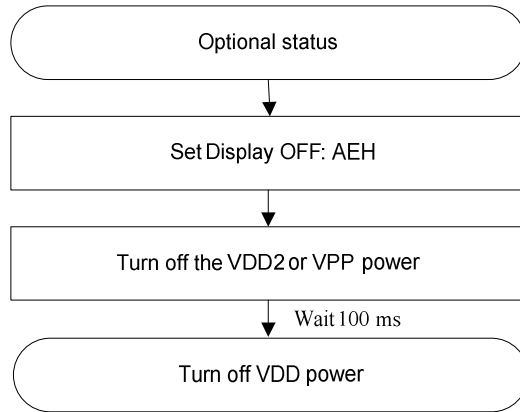 Optional status
Set Display OFF: AEH
Turn off the VDD2 or VPP power
Wait 100 ms
Turn off VDD power